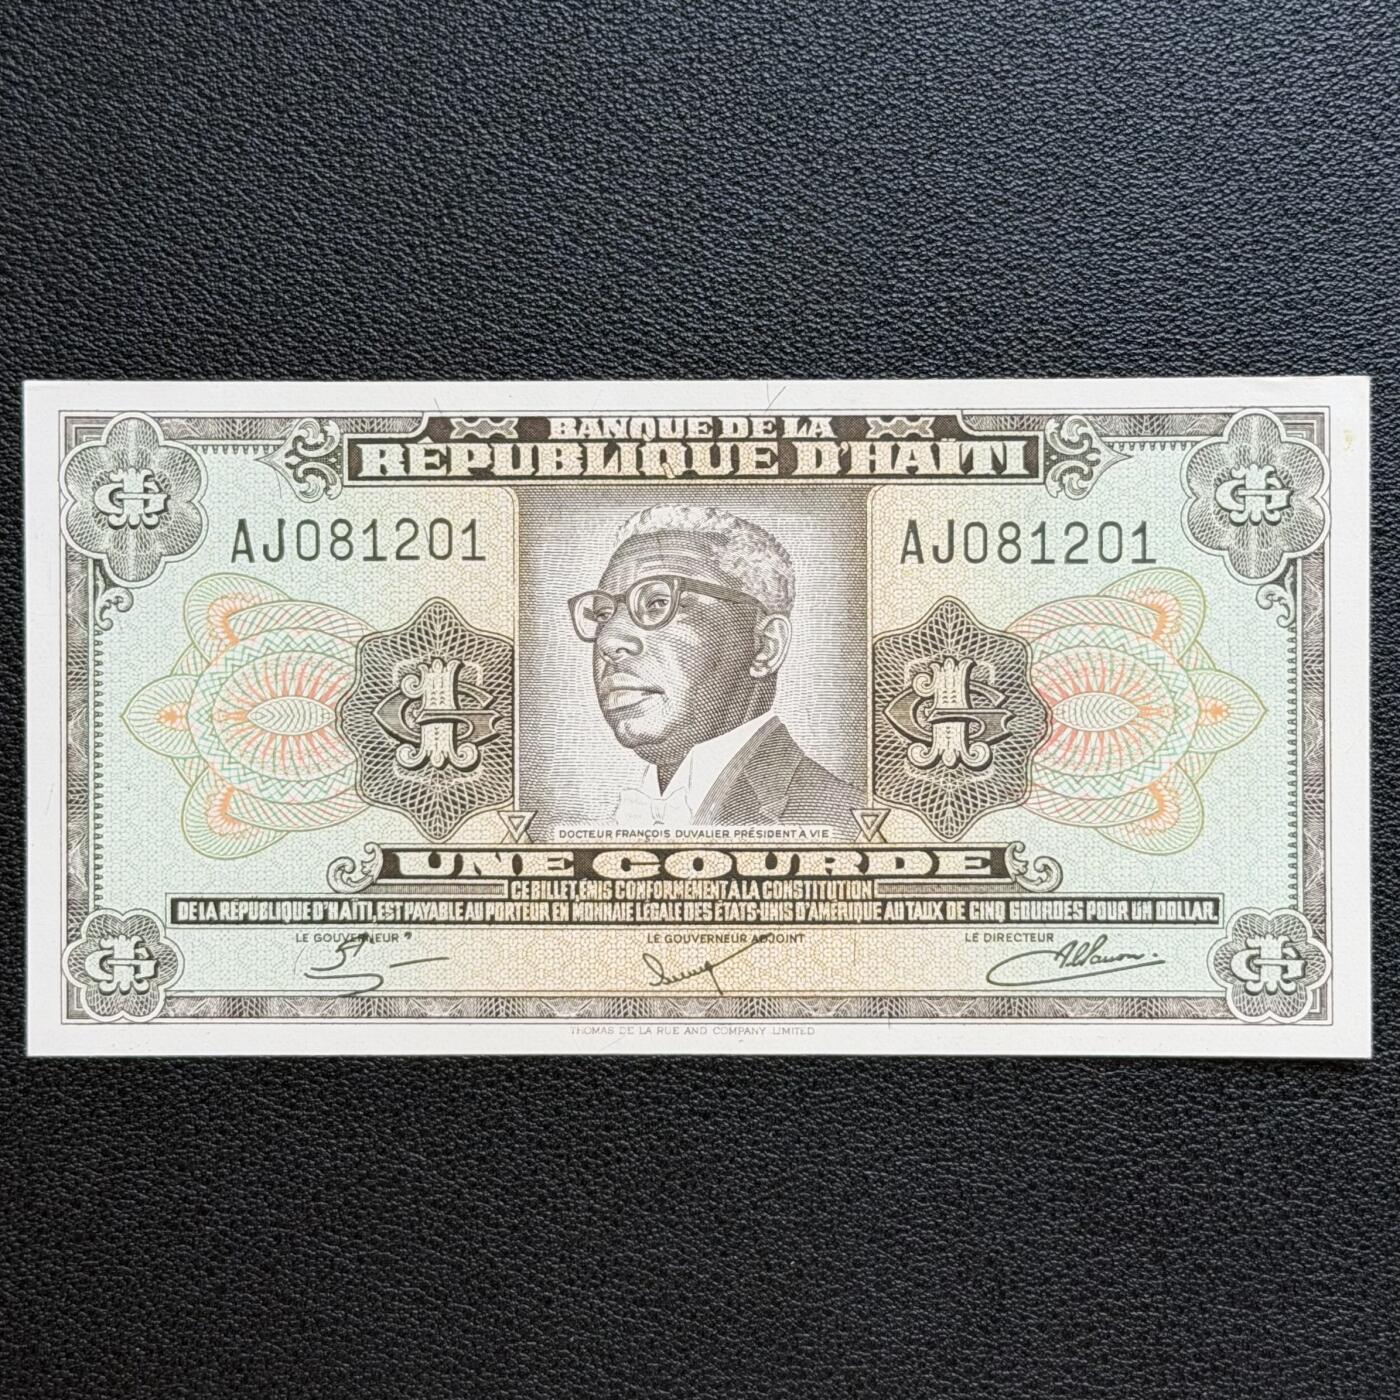 BANQUE DE LA
RÉPUBLIQUE D'HAÏTI
AJ081201 AJ081201
DOCTEUR FRANÇOIS DUVALIER PRÉSIDENT À VIE
UNE GOURDE
CE BILLET, EMIS CONFORMEMENT À LA CONSTITUTION
DE LA RÉPUBLIQUE D'HAÏTI, EST PAYABLE AU PORTEUR EN MONNAIE LÉGALE DES ÉTATS-UNIS D'AMÉRIQUE AU TAUX DE CINQ GOURDES POUR UN DOLLAR.
LE GOUVERNEUR LE GOUVERNEUR ADJOINT LE DIRECTEUR
THOMAS DE LA RUE AND COMPANY LIMITED